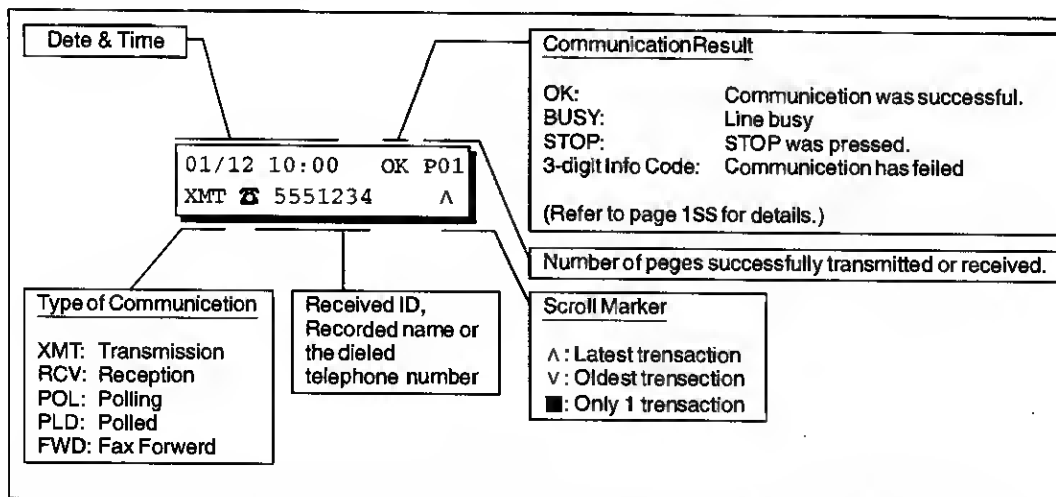 Dete & Time
CommunicationResult
OK: Communicetion was successful.
BUSY: Line busy
STOP: STOP was pressed.
3-digit Info Code: Communicetion has feiled
(Refer to page 1SS for details.)
01/12 10:00 OK P01
XMT ☎ 5551234 ʌ
Number of peges successfully transmitted or received.
Type of Communicetion
XMT: Transmission
RCV: Reception
POL: Polling
PLD: Polled
FWD: Fax Forwerd
Received ID,
Recorded name or
the dieled
telephone number
Scroll Marker
ʌ : Latest trensaction
v : Oldest trensection
■: Only 1 trensaction